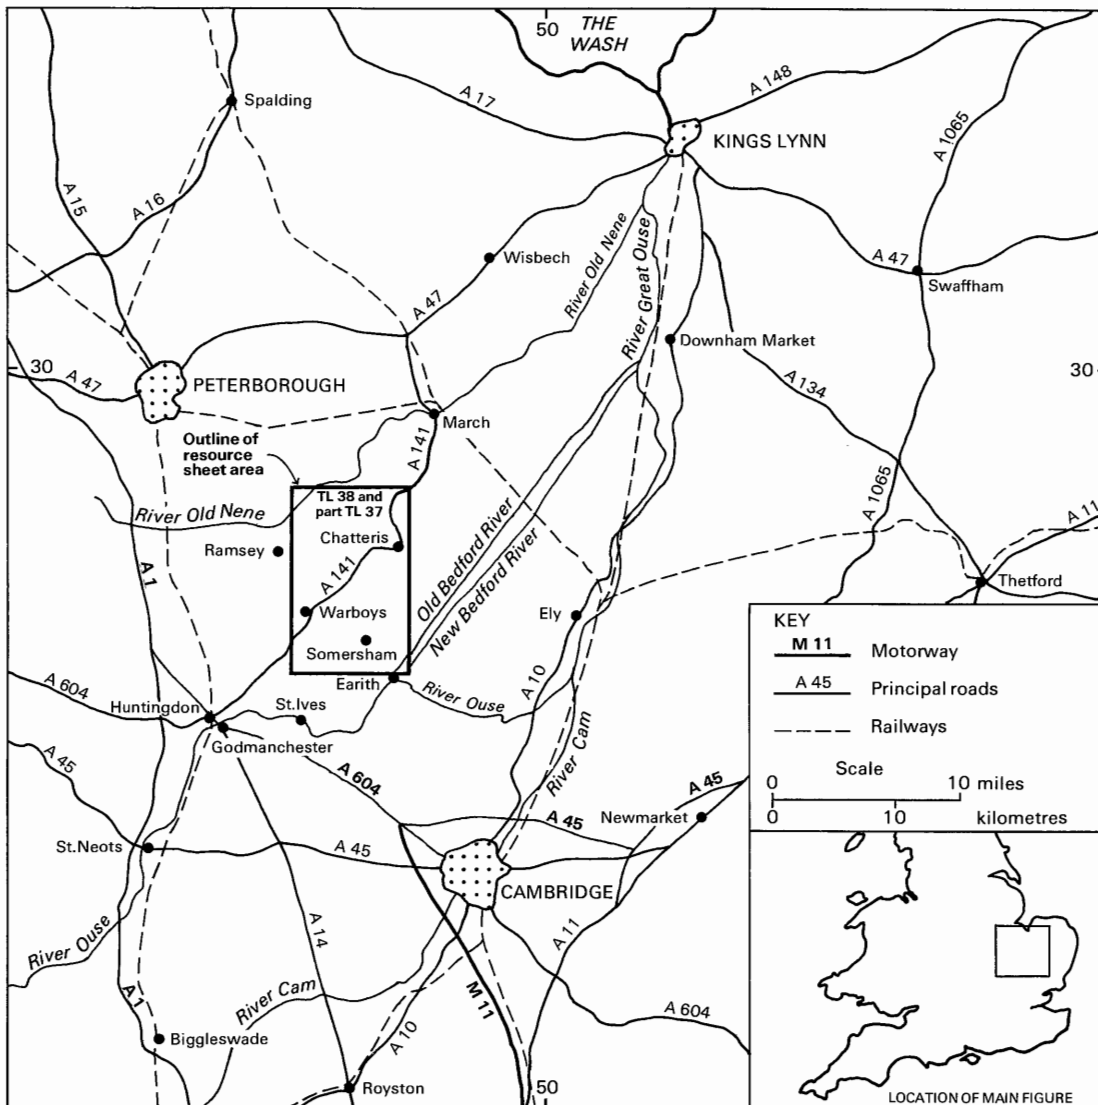 50
THE
WASH
Spalding
A 17
A 148
KINGS LYNN
A 1065
A 15
A 16
Wisbech
River Old Nene
River Great Ouse
A 47
Swaffham
A 47
Downham Market
30
A 47
PETERBOROUGH
A 134
30
March
Outline of
resource
sheet area
A 141
A 1065
A 11
TL 38 and
part TL 37
River Old Nene
Chatteris
Ramsey
A 141
Old Bedford River
New Bedford River
A 1
Thetford
Warboys
Ely
Somersham
Earith
A 10
River Ouse
A 604
Huntingdon
St.Ives
Godmanchester
River Cam
A 45
A 604
A 45
A 45
Newmarket
St.Neots
A 45
CAMBRIDGE
River Ouse
A 14
A 11
A 1
River Cam
M 11
A 604
Biggleswade
A 10
Royston
50
KEY
M 11
Motorway
A 45
Principal roads
Railways
Scale
0
10 miles
0
10
kilometres
LOCATION OF MAIN FIGURE